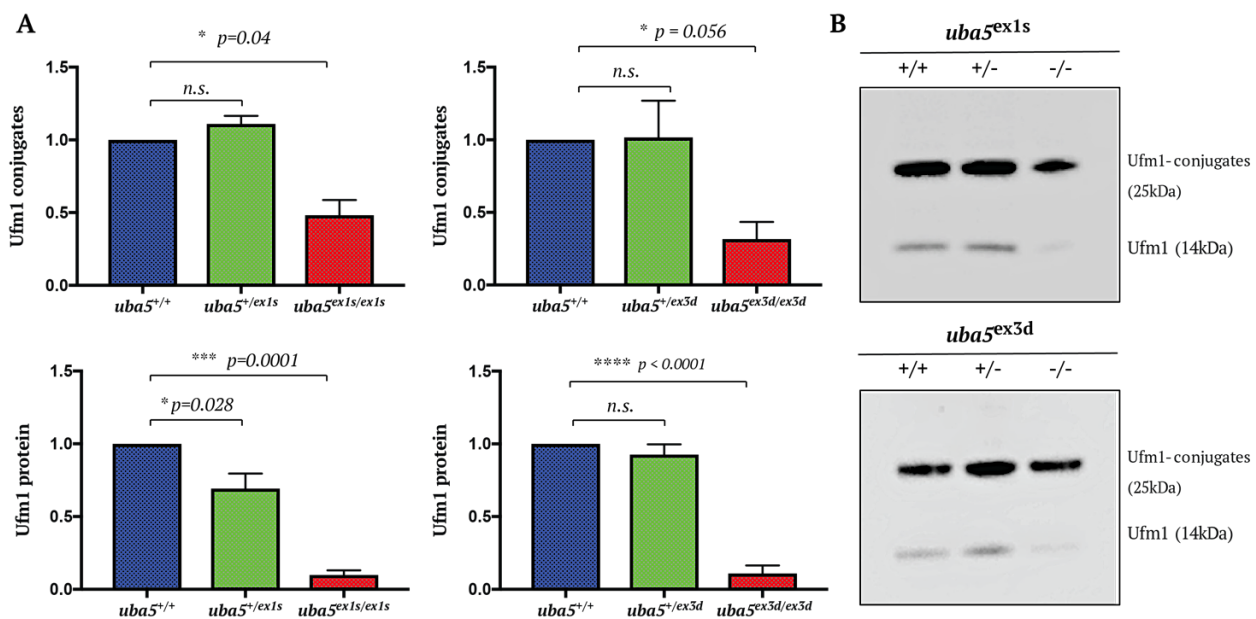 A
* p=0.04
n.s.
Ufm1 conjugates
1.5
1.0
0.5
0.0
uba5+/+
uba5+/ex1s
uba5ex1s/ex1s
* p = 0.056
n.s.
Ufm1 conjugates
1.5
1.0
0.5
0.0
uba5+/+
uba5+/ex3d
uba5ex3d/ex3d
*** p=0.0001
* p=0.028
Ufm1 protein
1.5
1.0
0.5
0.0
uba5+/+
uba5+/ex1s
uba5ex1s/ex1s
**** p < 0.0001
n.s.
Ufm1 protein
1.5
1.0
0.5
0.0
uba5+/+
uba5+/ex3d
uba5ex3d/ex3d
B
uba5ex1s
+/+ +/- -/-
Ufm1- conjugates
(25kDa)
Ufm1 (14kDa)
uba5ex3d
+/+ +/- -/-
Ufm1- conjugates
(25kDa)
Ufm1 (14kDa)